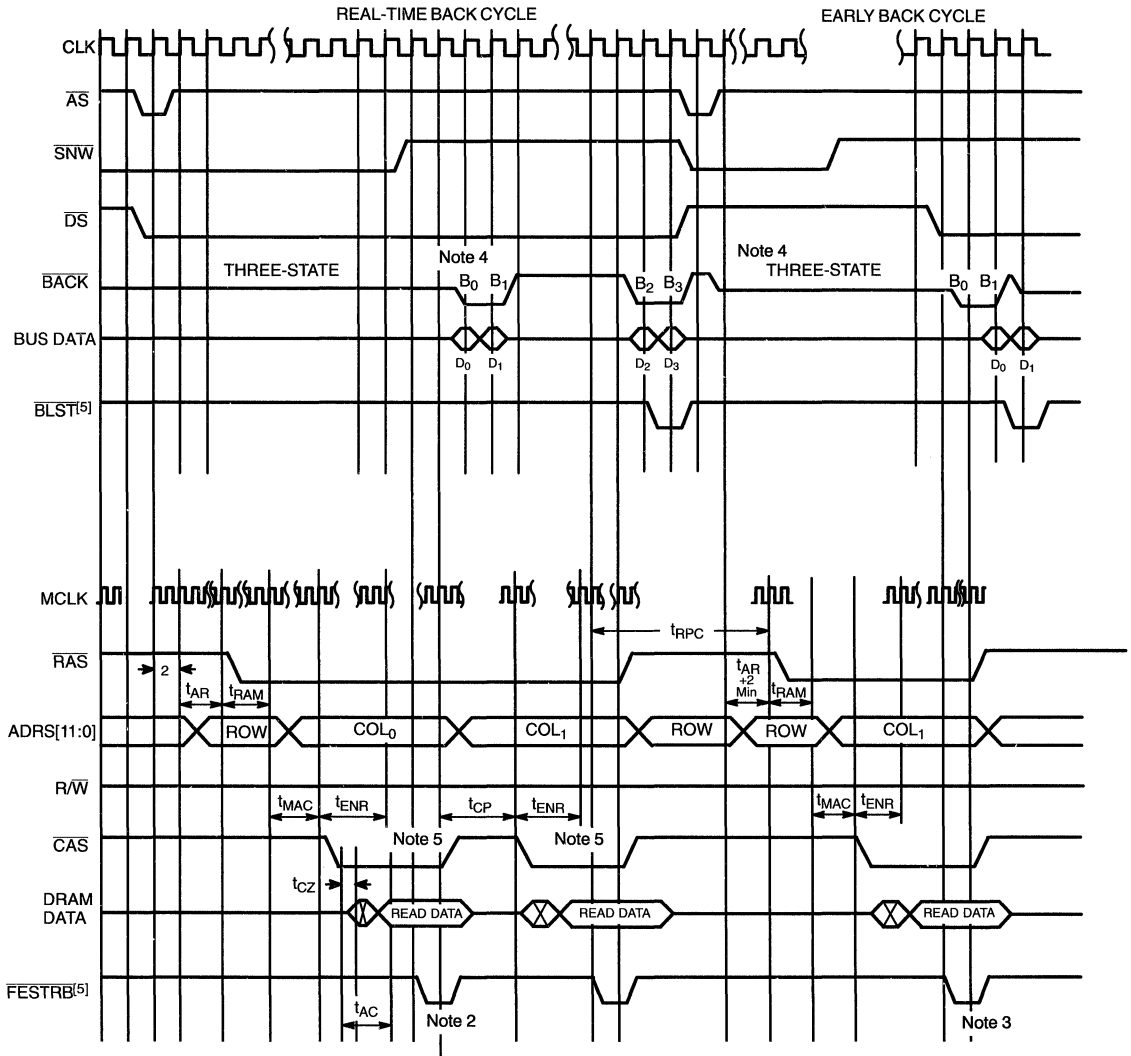 REAL-TIME BACK CYCLE
EARLY BACK CYCLE
CLK
AS
SNW
DS
Note 4
Note 4
BACK
THREE-STATE
B0 B1
B2 B3
THREE-STATE
B0 B1
BUS DATA
D0 D1
D2 D3
D0 D1
BLST[5]
MCLK
tRPC
RAS
2
tAR
tRAM
tAR
+2
Min
tRAM
ADRS[11:0]
ROW
COL0
COL1
ROW
ROW
COL1
R/W
tMAC
tENR
tCP
tENR
tMAC
tENR
CAS
Note 5
Note 5
tCZ
DRAM
DATA
READ DATA
READ DATA
READ DATA
FESTRB[5]
tAC
Note 2
Note 3